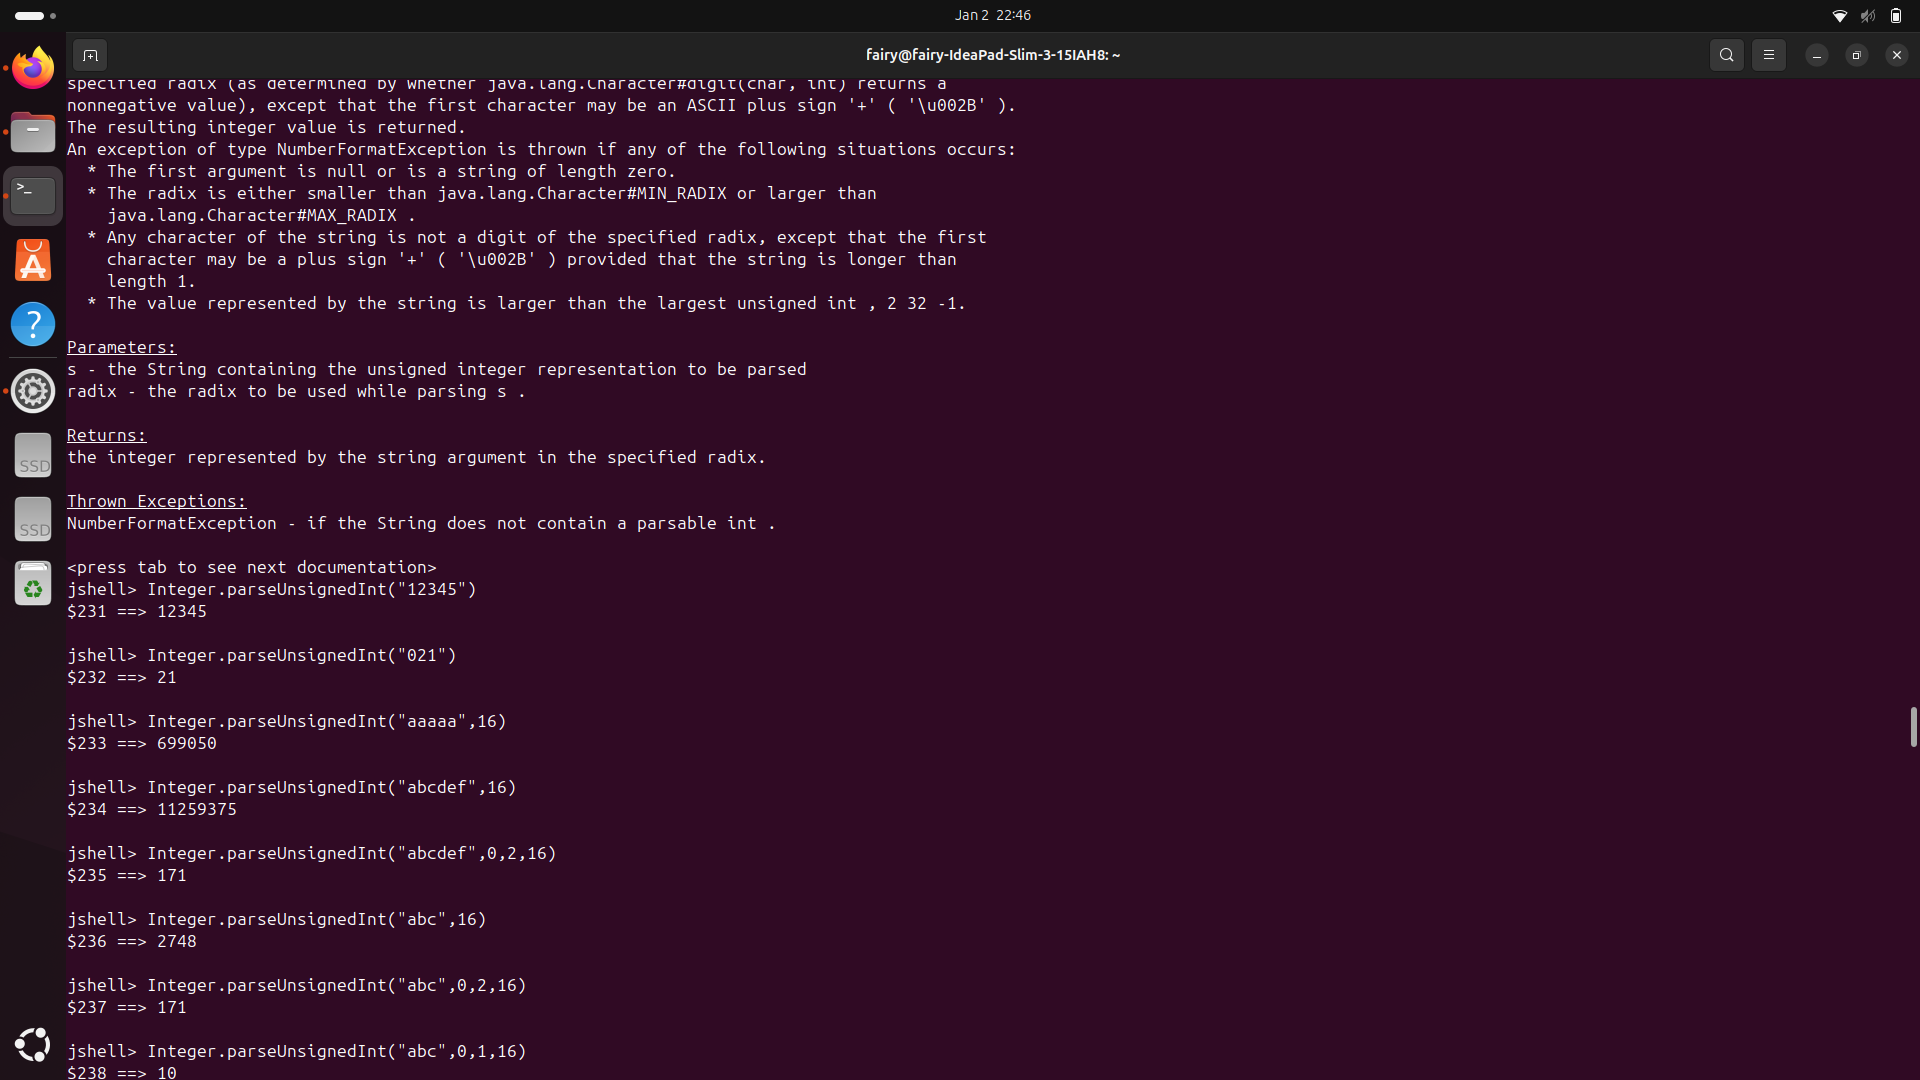 Jan 2 22:46
fairy@fairy-IdeaPad-Slim-3-15IAH8: ~
specified radix (as determined by whether java.lang.Character#digit(char, int) returns a
nonnegative value), except that the first character may be an ASCII plus sign '+' ( '\u002B' ).
The resulting integer value is returned.
An exception of type NumberFormatException is thrown if any of the following situations occurs:
  * The first argument is null or is a string of length zero.
  * The radix is either smaller than java.lang.Character#MIN_RADIX or larger than
    java.lang.Character#MAX_RADIX .
  * Any character of the string is not a digit of the specified radix, except that the first
    character may be a plus sign '+' ( '\u002B' ) provided that the string is longer than
    length 1.
  * The value represented by the string is larger than the largest unsigned int , 2 32 -1.
Parameters:
s - the String containing the unsigned integer representation to be parsed
radix - the radix to be used while parsing s .
Returns:
the integer represented by the string argument in the specified radix.
Thrown Exceptions:
NumberFormatException - if the String does not contain a parsable int .
<press tab to see next documentation>
jshell> Integer.parseUnsignedInt("12345")
$231 ==> 12345
jshell> Integer.parseUnsignedInt("021")
$232 ==> 21
jshell> Integer.parseUnsignedInt("aaaaa",16)
$233 ==> 699050
jshell> Integer.parseUnsignedInt("abcdef",16)
$234 ==> 11259375
jshell> Integer.parseUnsignedInt("abcdef",0,2,16)
$235 ==> 171
jshell> Integer.parseUnsignedInt("abc",16)
$236 ==> 2748
jshell> Integer.parseUnsignedInt("abc",0,2,16)
$237 ==> 171
jshell> Integer.parseUnsignedInt("abc",0,1,16)
$238 ==> 10
>_
A
?
SSD
SSD